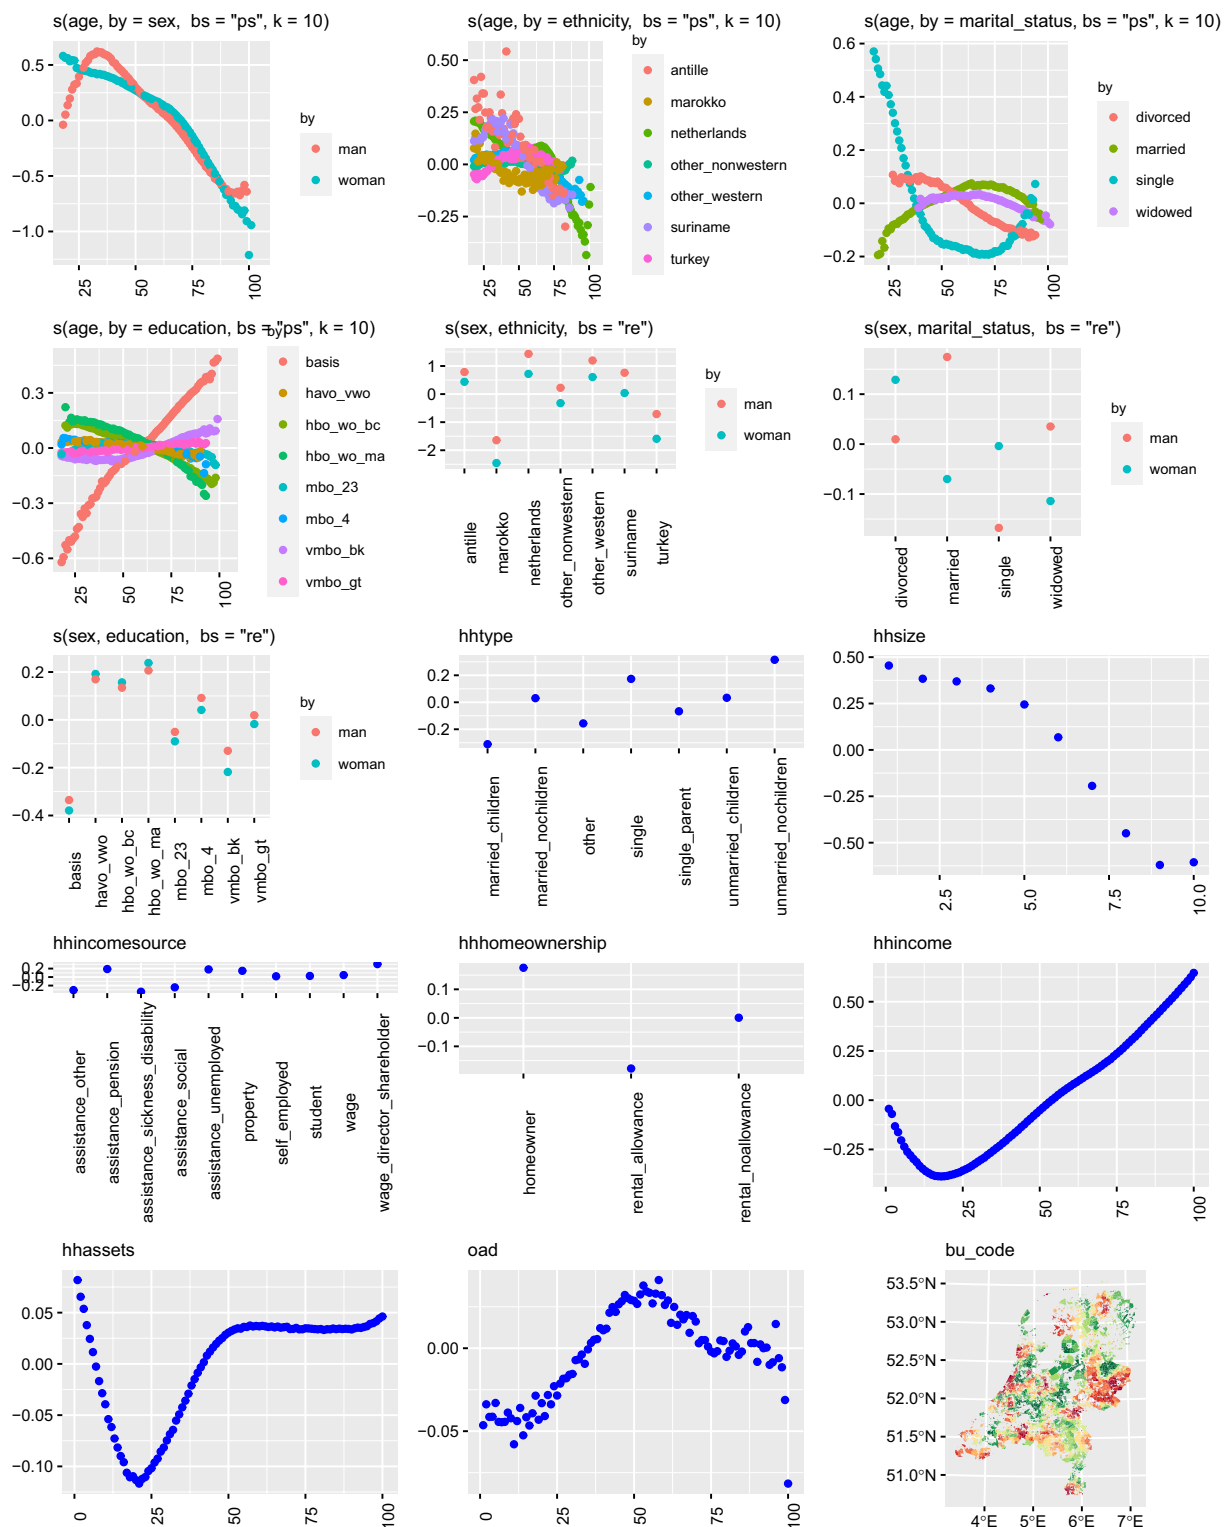 s(age, by = sex,  bs = "ps", k = 10)
0.5
0.0
−0.5
−1.0
25
50
75
100
by
man
woman
s(age, by = ethnicity,  bs = "ps", k = 10)
0.50
0.25
0.00
−0.25
25
50
75
100
by
antille
marokko
netherlands
other_nonwestern
other_western
suriname
turkey
s(age, by = marital_status, bs = "ps", k = 10)
0.6
0.4
0.2
0.0
−0.2
25
50
75
100
by
divorced
married
single
widowed
s(age, by = education, bs = "ps", k = 10)
0.3
0.0
−0.3
−0.6
25
50
75
100
by
basis
havo_vwo
hbo_wo_bc
hbo_wo_ma
mbo_23
mbo_4
vmbo_bk
vmbo_gt
s(sex, ethnicity,  bs = "re")
1
0
−1
−2
antille
marokko
netherlands
other_nonwestern
other_western
suriname
turkey
by
man
woman
s(sex, marital_status,  bs = "re")
0.1
0.0
−0.1
divorced
married
single
widowed
by
man
woman
s(sex, education,  bs = "re")
0.2
0.0
−0.2
−0.4
basis
havo_vwo
hbo_wo_bc
hbo_wo_ma
mbo_23
mbo_4
vmbo_bk
vmbo_gt
by
man
woman
hhtype
0.2
0.0
−0.2
married_children
married_nochildren
other
single
single_parent
unmarried_children
unmarried_nochildren
hhsize
0.50
0.25
0.00
−0.25
−0.50
2.5
5.0
7.5
10.0
hhincomesource
0.2
0.0
−0.2
assistance_other
assistance_pension
assistance_sickness_disability
assistance_social
assistance_unemployed
property
self_employed
student
wage
wage_director_shareholder
hhhomeownership
0.1
0.0
−0.1
homeowner
rental_allowance
rental_noallowance
hhincome
0.50
0.25
0.00
−0.25
0
25
50
75
100
hhassets
0.05
0.00
−0.05
−0.10
0
25
50
75
100
oad
0.00
−0.05
0
25
50
75
100
bu_code
53.5°N
53.0°N
52.5°N
52.0°N
51.5°N
51.0°N
4°E
5°E
6°E
7°E